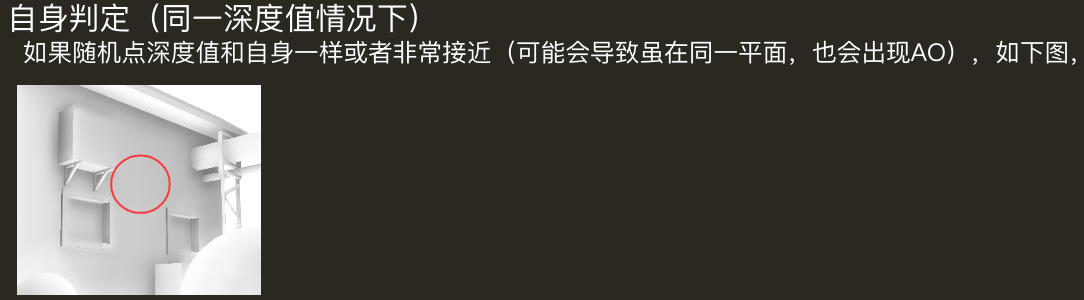 自身判定（同一深度值情况下）
如果随机点深度值和自身一样或者非常接近（可能会导致虽在同一平面，也会出现AO），如下图，